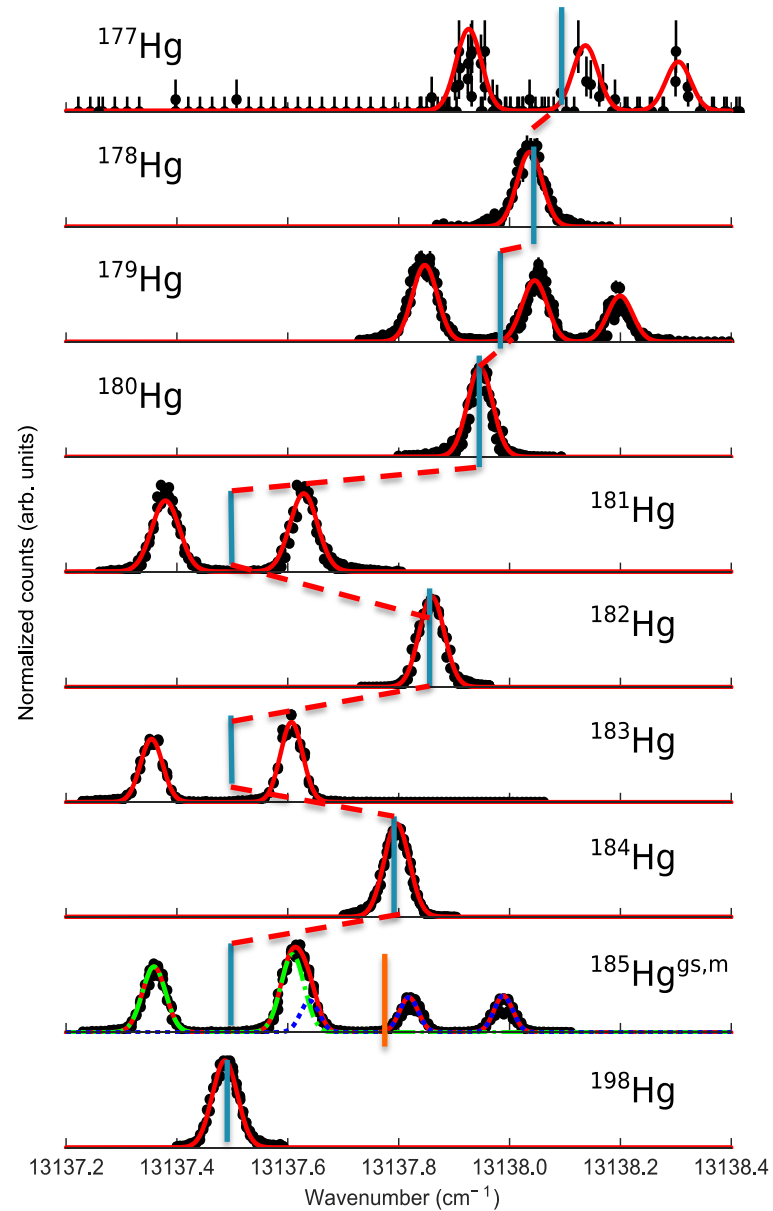 ¹⁷⁷Hg
¹⁷⁸Hg
¹⁷⁹Hg
¹⁸⁰Hg
¹⁸¹Hg
¹⁸²Hg
¹⁸³Hg
¹⁸⁴Hg
¹⁸⁵Hgᵍˢ,ᵐ
¹⁹⁸Hg
Normalized counts (arb. units)
13137.2 13137.4 13137.6 13137.8 13138.0 13138.2 13138.4
Wavenumber (cm⁻¹)